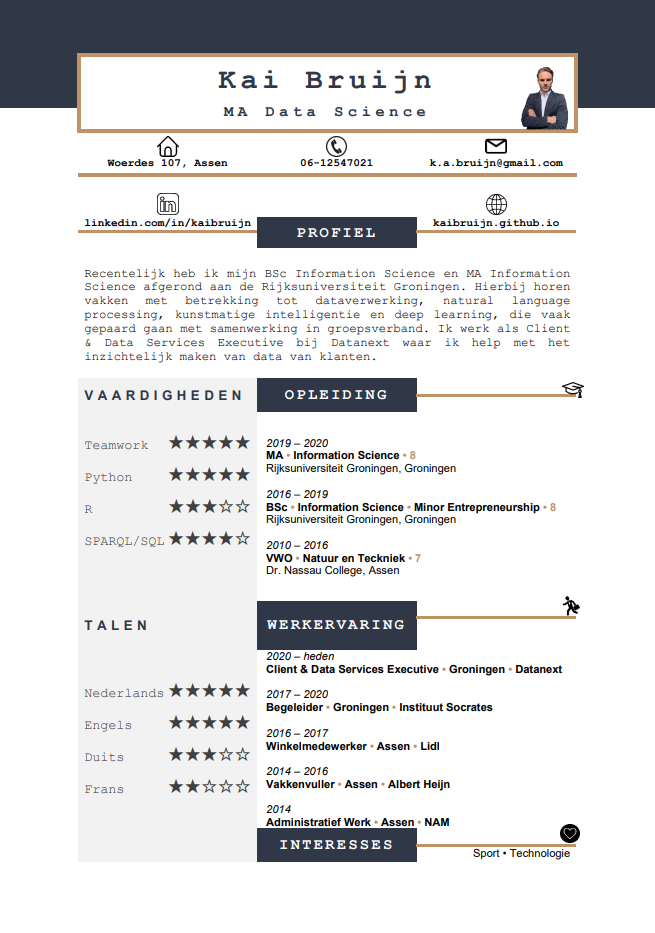 Kai Bruijn
MA Data Science
Woerdes 107, Assen
06-12547021
k.a.bruijn@gmail.com
linkedin.com/in/kaibruijn
kaibruijn.github.io
PROFIEL
Recentelijk heb ik mijn BSc Information Science en MA Information
Science afgerond aan de Rijksuniversiteit Groningen. Hierbij horen
vakken met betrekking tot dataverwerking, natural language
processing, kunstmatige intelligentie en deep learning, die vaak
gepaard gaan met samenwerking in groepsverband. Ik werk als Client
& Data Services Executive bij Datanext waar ik help met het
inzichtelijk maken van data van klanten.
VAARDIGHEDEN
Teamwork ★★★★★
Python ★★★★★
R ★★★☆☆
SPARQL/SQL ★★★★☆
OPLEIDING
2019 – 2020
MA • Information Science • 8
Rijksuniversiteit Groningen, Groningen
2016 – 2019
BSc • Information Science • Minor Entrepreneurship • 8
Rijksuniversiteit Groningen, Groningen
2010 – 2016
VWO • Natuur en Teckniek • 7
Dr. Nassau College, Assen
TALEN
Nederlands ★★★★★
Engels ★★★★★
Duits ★★★☆☆
Frans ★★☆☆☆
WERKERVARING
2020 – heden
Client & Data Services Executive • Groningen • Datanext
2017 – 2020
Begeleider • Groningen • Instituut Socrates
2016 – 2017
Winkelmedewerker • Assen • Lidl
2014 – 2016
Vakkenvuller • Assen • Albert Heijn
2014
Administratief Werk • Assen • NAM
INTERESSES
Sport • Technologie